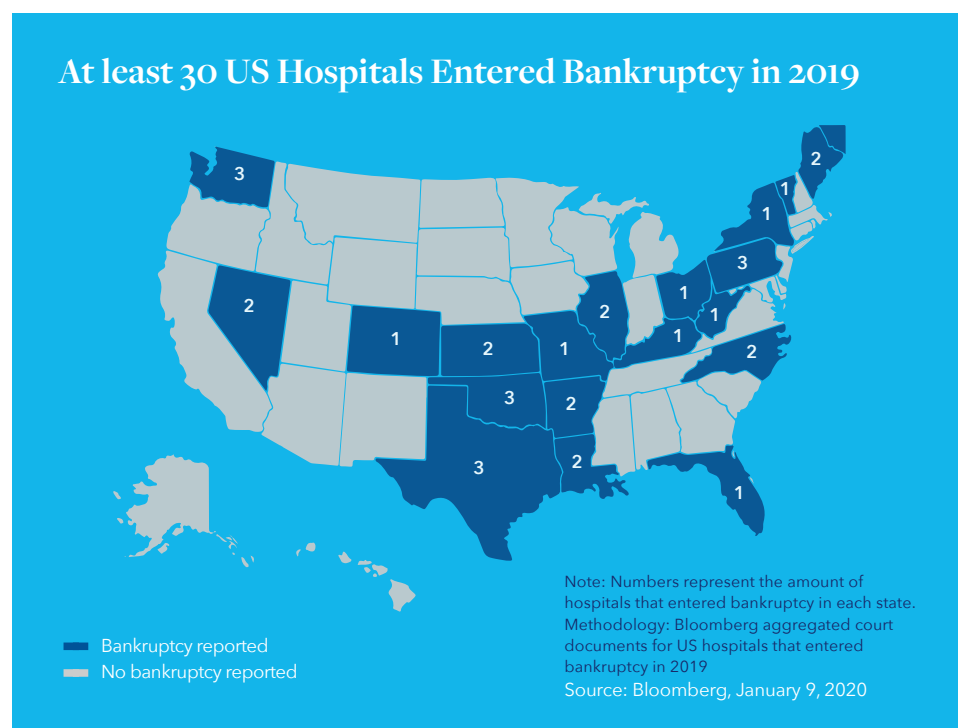 At least 30 US Hospitals Entered Bankruptcy in 2019
3
2
1
1
1
3
2
2
1
1
1
1
2
1
2
3
2
3
2
1
Note: Numbers represent the amount of
hospitals that entered bankruptcy in each state.
Methodology: Bloomberg aggregated court
documents for US hospitals that entered
bankruptcy in 2019
Source: Bloomberg, January 9, 2020
Bankruptcy reported
No bankruptcy reported